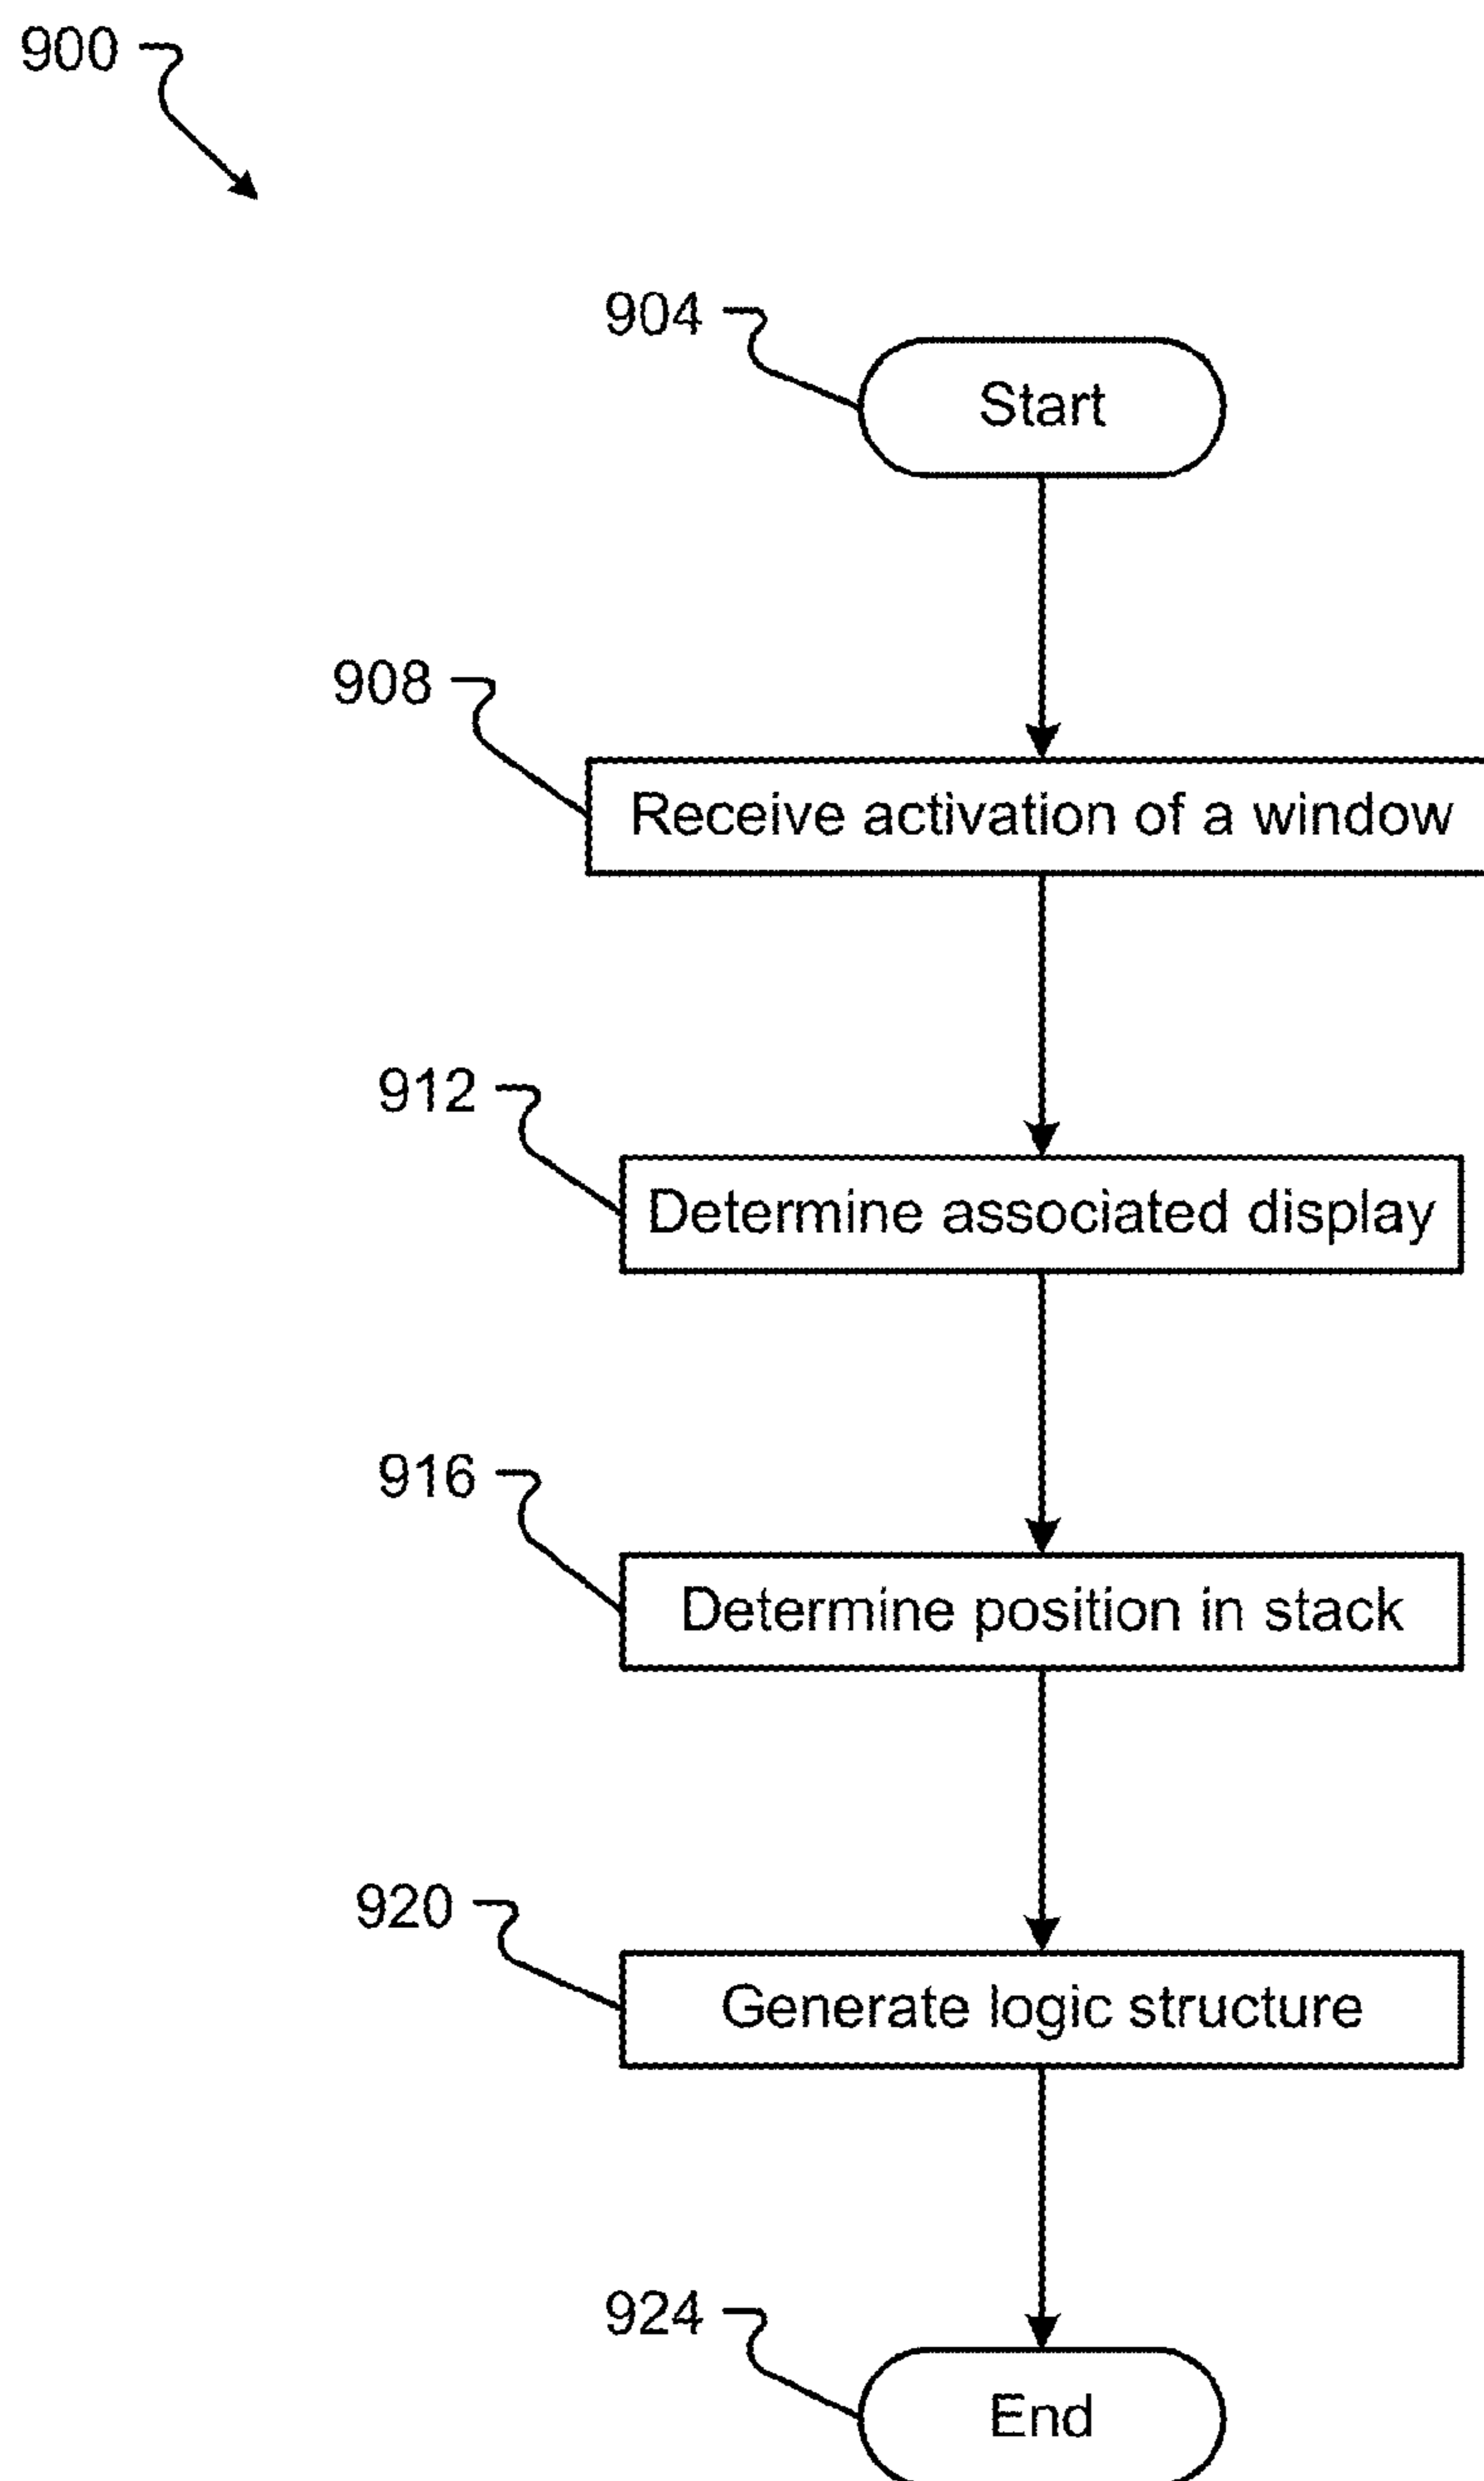 900
904
Start
908
Receive activation of a window
912
Determine associated display
916
Determine position in stack
920
Generate logic structure
924
End